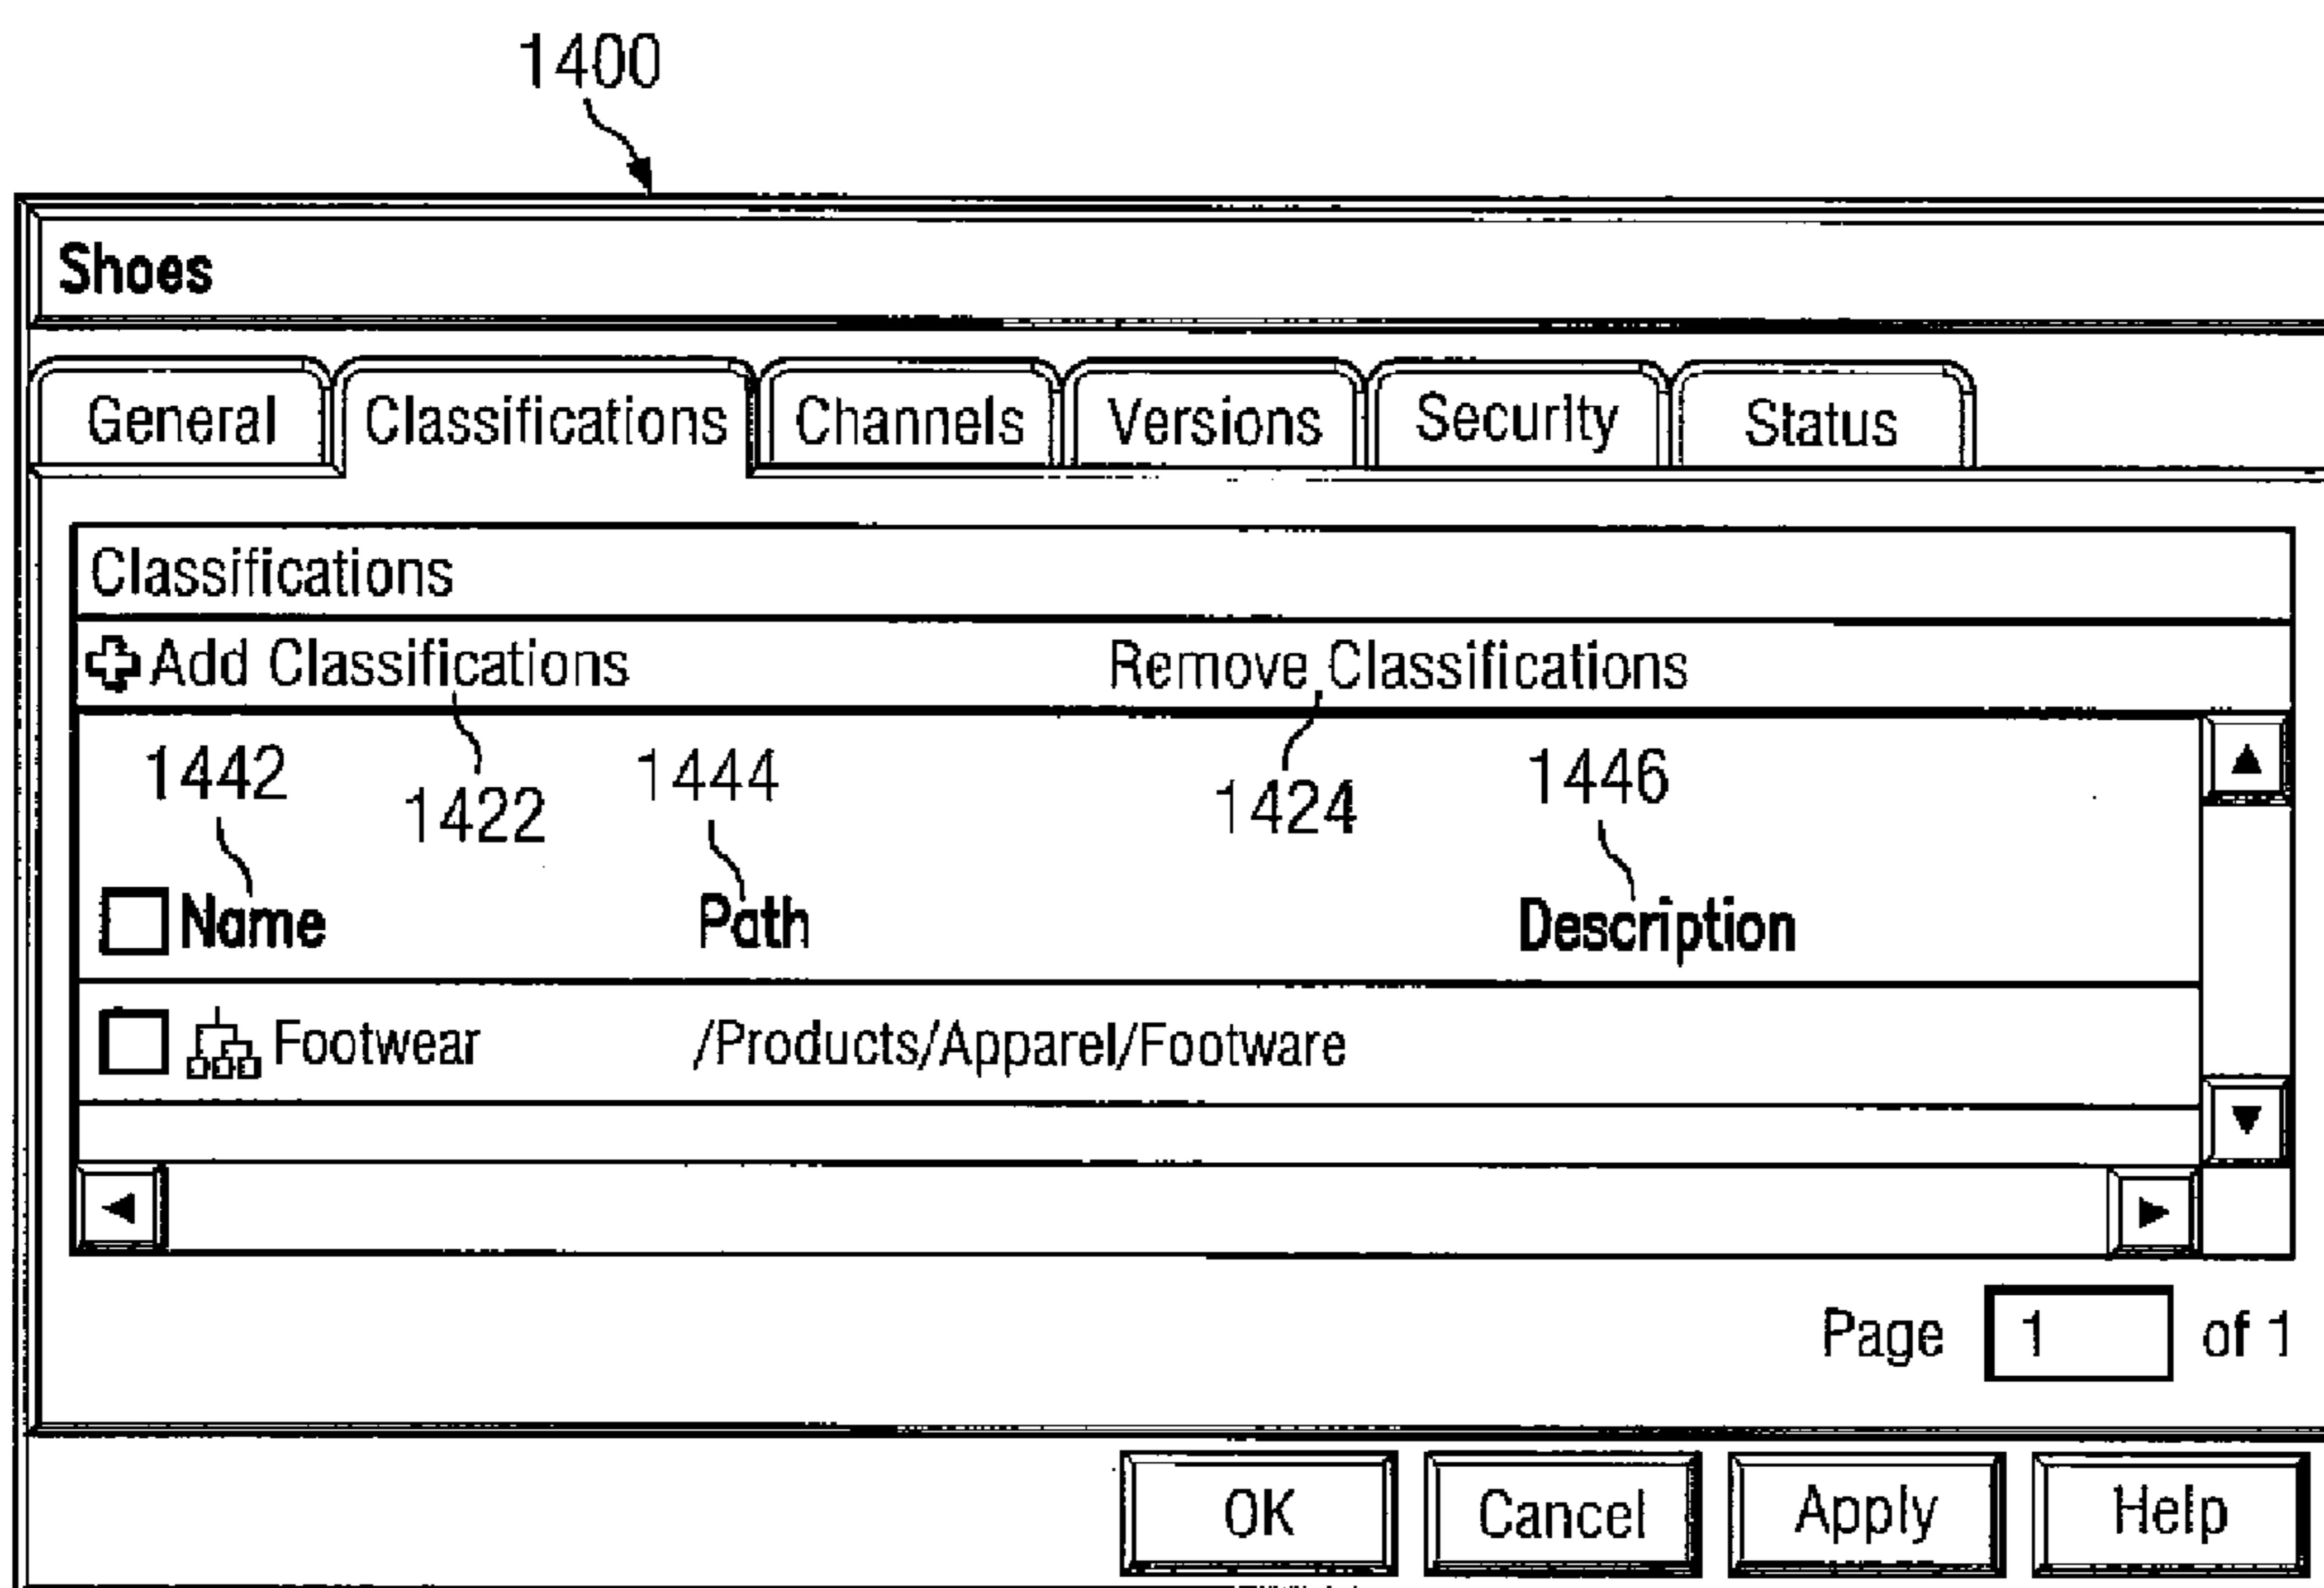 1400
Shoes
General Classifications Channels Versions Security Status
Classifications
Add Classifications Remove Classifications
1442 1422 1444 1424 1446
Name Path Description
Footwear /Products/Apparel/Footware
Page 1 of 1
OK Cancel Apply Help